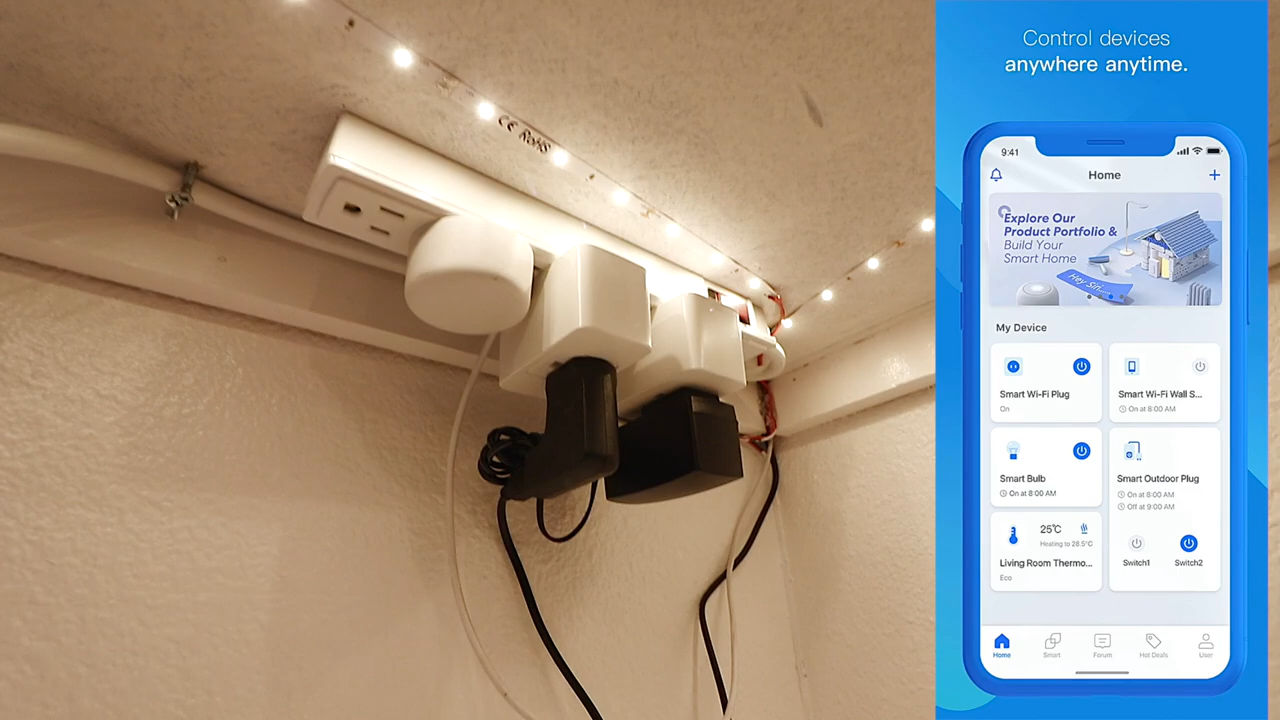 CE RoHS
Control devices
anywhere anytime.
9:41
Home
Explore Our
Product Portfolio &
Build Your
Smart Home
Hey Siri
My Device
Smart Wi-Fi Plug
On
Smart Wi-Fi Wall S...
On at 8:00 AM
Smart Bulb
On at 8:00 AM
Smart Outdoor Plug
On at 8:00 AM
Off at 9:00 AM
Switch1
Switch2
25℃
Heating to 28.5°C
Living Room Thermo...
Eco
Home
Smart
Forum
Hot Deals
User